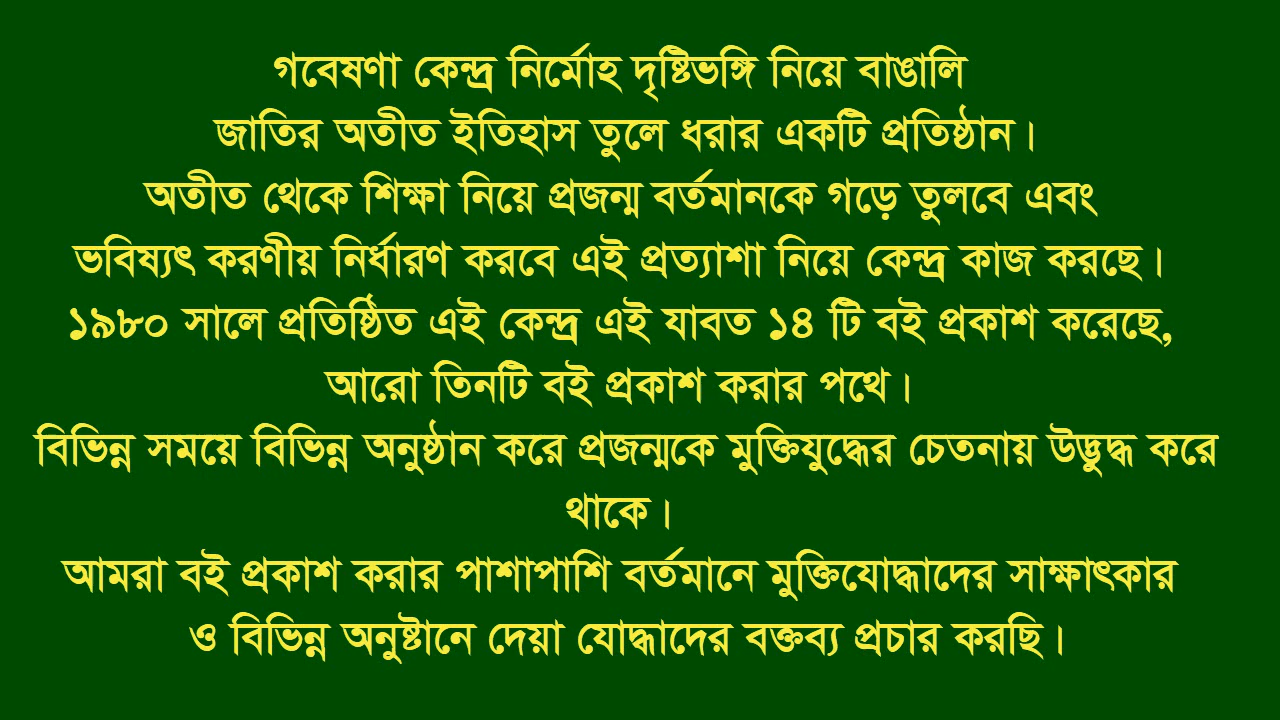 গবেষণা কেন্দ্র নির্মোহ দৃষ্টিভঙ্গি নিয়ে বাঙালি
জাতির অতীত ইতিহাস তুলে ধরার একটি প্রতিষ্ঠান।
অতীত থেকে শিক্ষা নিয়ে প্রজন্ম বর্তমানকে গড়ে তুলবে এবং
ভবিষ্যৎ করণীয় নির্ধারণ করবে এই প্রত্যাশা নিয়ে কেন্দ্র কাজ করছে।
১৯৮০ সালে প্রতিষ্ঠিত এই কেন্দ্র এই যাবত ১৪ টি বই প্রকাশ করেছে,
আরো তিনটি বই প্রকাশ করার পথে।
বিভিন্ন সময়ে বিভিন্ন অনুষ্ঠান করে প্রজন্মকে মুক্তিযুদ্ধের চেতনায় উদ্ভুদ্ধ করে
থাকে।
আমরা বই প্রকাশ করার পাশাপাশি বর্তমানে মুক্তিযোদ্ধাদের সাক্ষাৎকার
ও বিভিন্ন অনুষ্টানে দেয়া যোদ্ধাদের বক্তব্য প্রচার করছি।